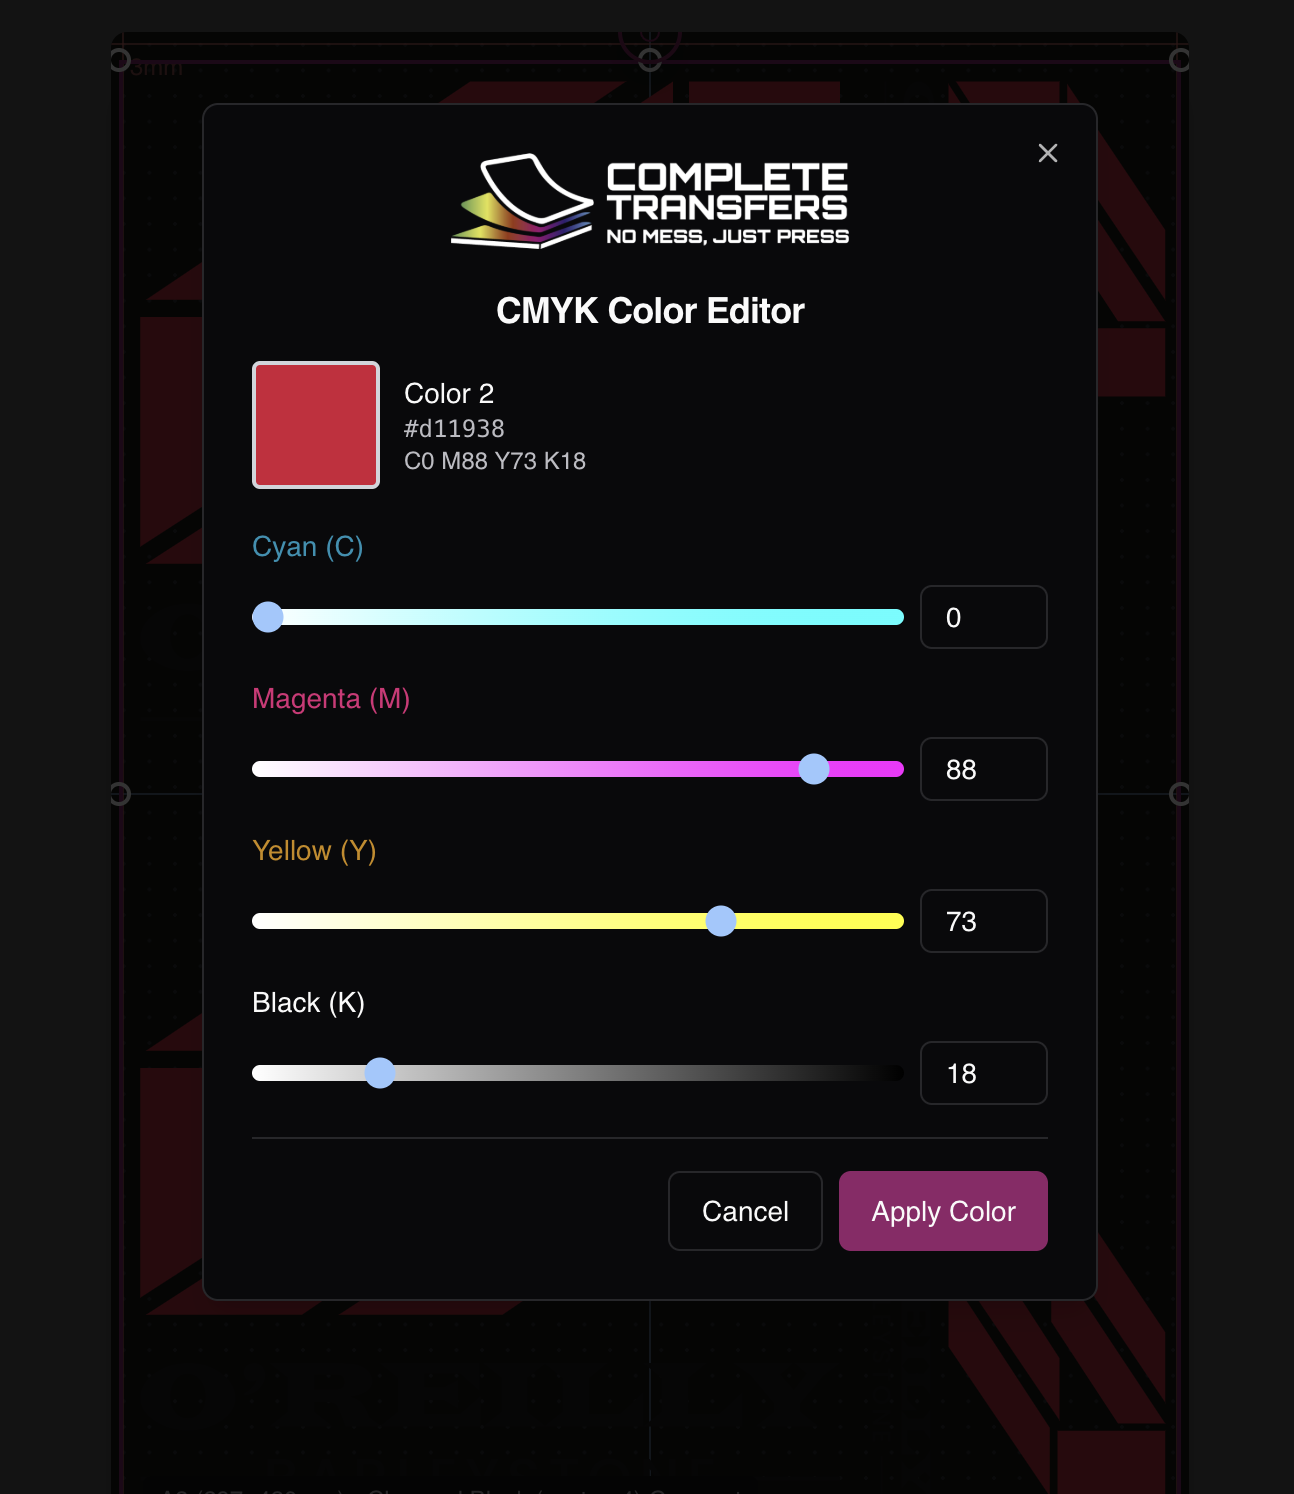 3mm
COMPLETE
TRANSFERS
NO MESS, JUST PRESS
CMYK Color Editor
Color 2
#d11938
C0 M88 Y73 K18
Cyan (C)
0
Magenta (M)
88
Yellow (Y)
73
Black (K)
18
Cancel
Apply Color
O'REILLY